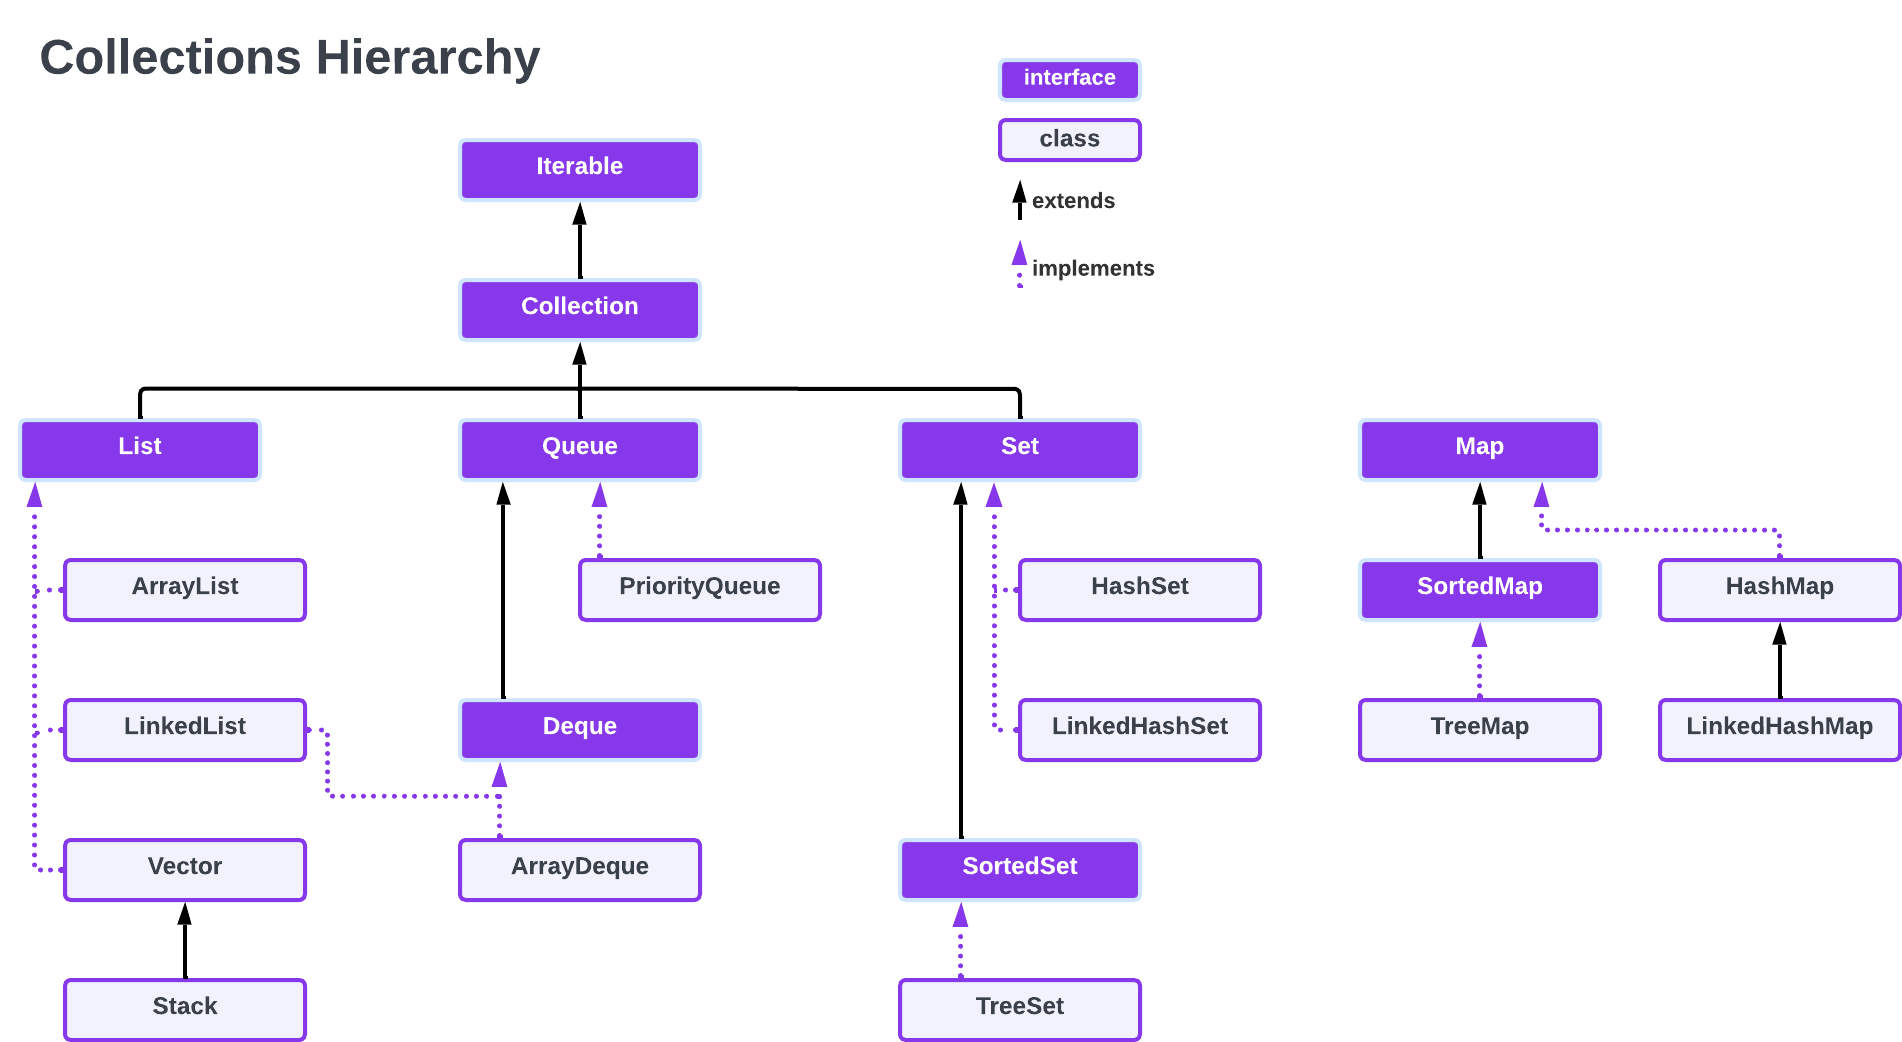 Collections Hierarchy
interface
class
extends
implements
Iterable
Collection
List
Queue
Set
Map
ArrayList
PriorityQueue
HashSet
SortedMap
HashMap
LinkedList
Deque
LinkedHashSet
TreeMap
LinkedHashMap
Vector
ArrayDeque
SortedSet
Stack
TreeSet